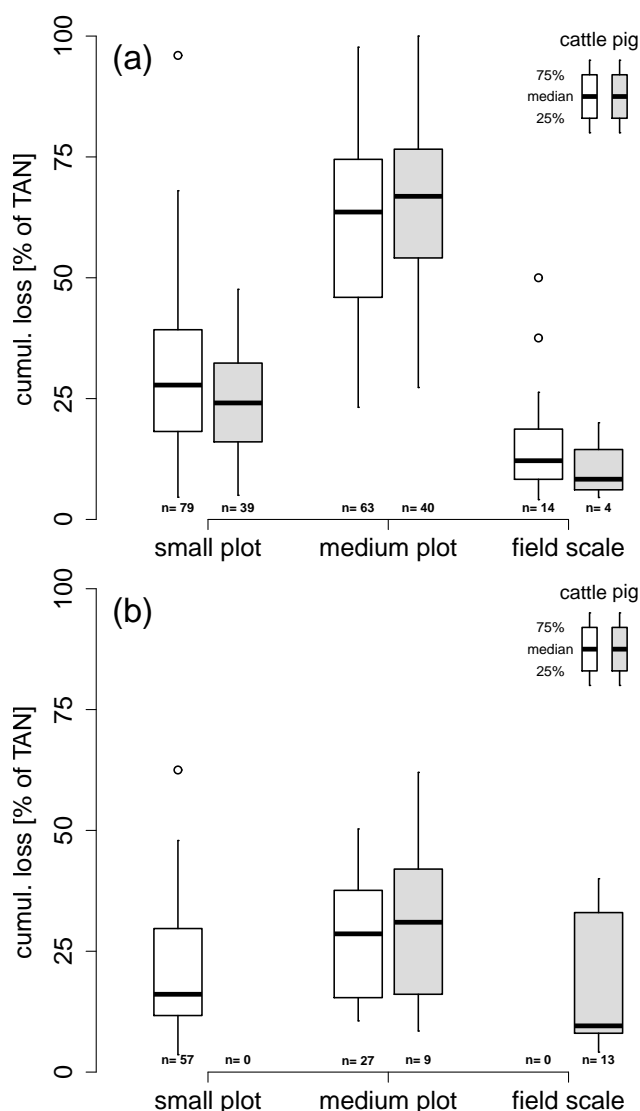 (a)
cattle pig
75%
median
25%
cumul. loss [% of TAN]
100
75
50
25
0
n= 79 n= 39 n= 63 n= 40 n= 14 n= 4
small plot medium plot field scale
(b)
cattle pig
75%
median
25%
cumul. loss [% of TAN]
100
75
50
25
0
n= 57 n= 0 n= 27 n= 9 n= 0 n= 13
small plot medium plot field scale